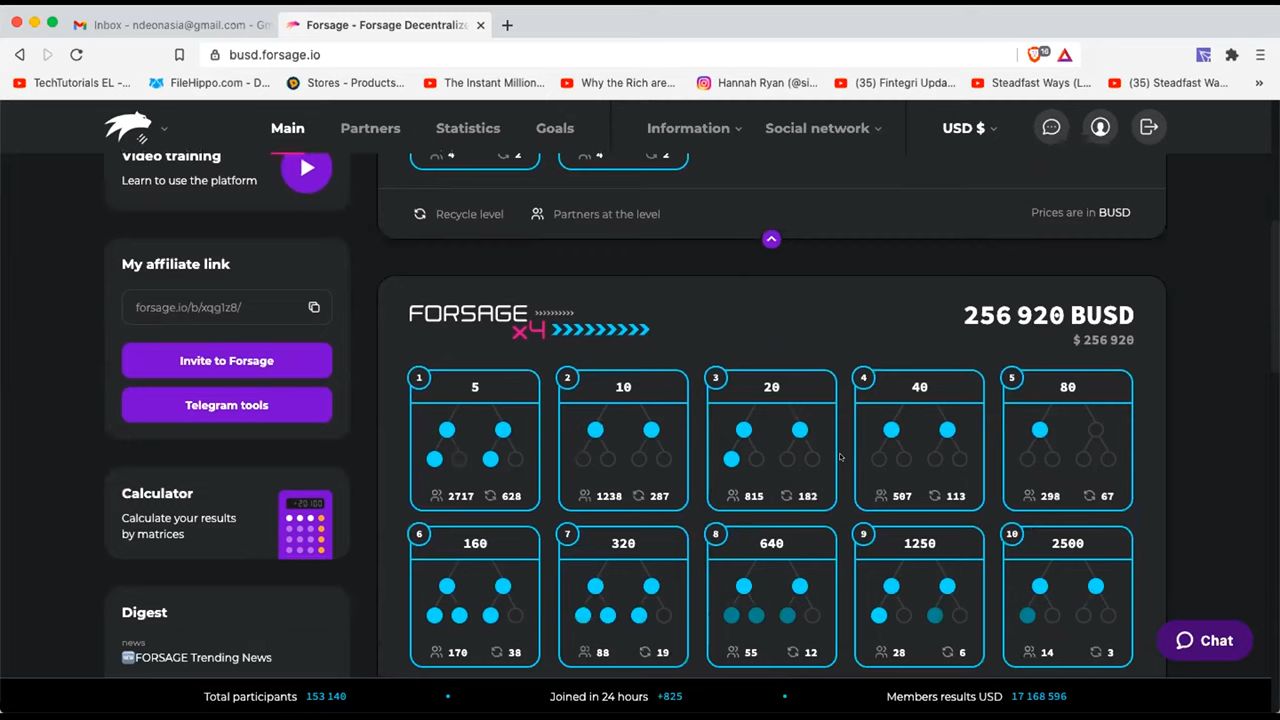 Inbox - ndeonasia@gmail.com - Gm
Forsage - Forsage Decentralize
busd.forsage.io
16
TechTutorials EL –...
FileHippo.com - D...
Stores - Products...
The Instant Million...
Why the Rich are...
Hannah Ryan (@si...
(35) Fintegri Upda...
Steadfast Ways (L...
(35) Steadfast Wa...
Main
Partners
Statistics
Goals
Information
Social network
USD $
Video training
Learn to use the platform
4 2
4 2
Recycle level
Partners at the level
Prices are in BUSD
My affiliate link
forsage.io/b/xqg1z8/
Invite to Forsage
Telegram tools
FORSAGE
x4
256 920 BUSD
$ 256 920
1 5
2717 628
2 10
1238 287
3 20
815 182
4 40
507 113
5 80
298 67
6 160
170 38
7 320
88 19
8 640
55 12
9 1250
28 6
10 2500
14 3
Calculator
Calculate your results
by matrices
-20100
Digest
news
🆕FORSAGE Trending News
Chat
Total participants 153 140
Joined in 24 hours +825
Members results USD 17 168 596